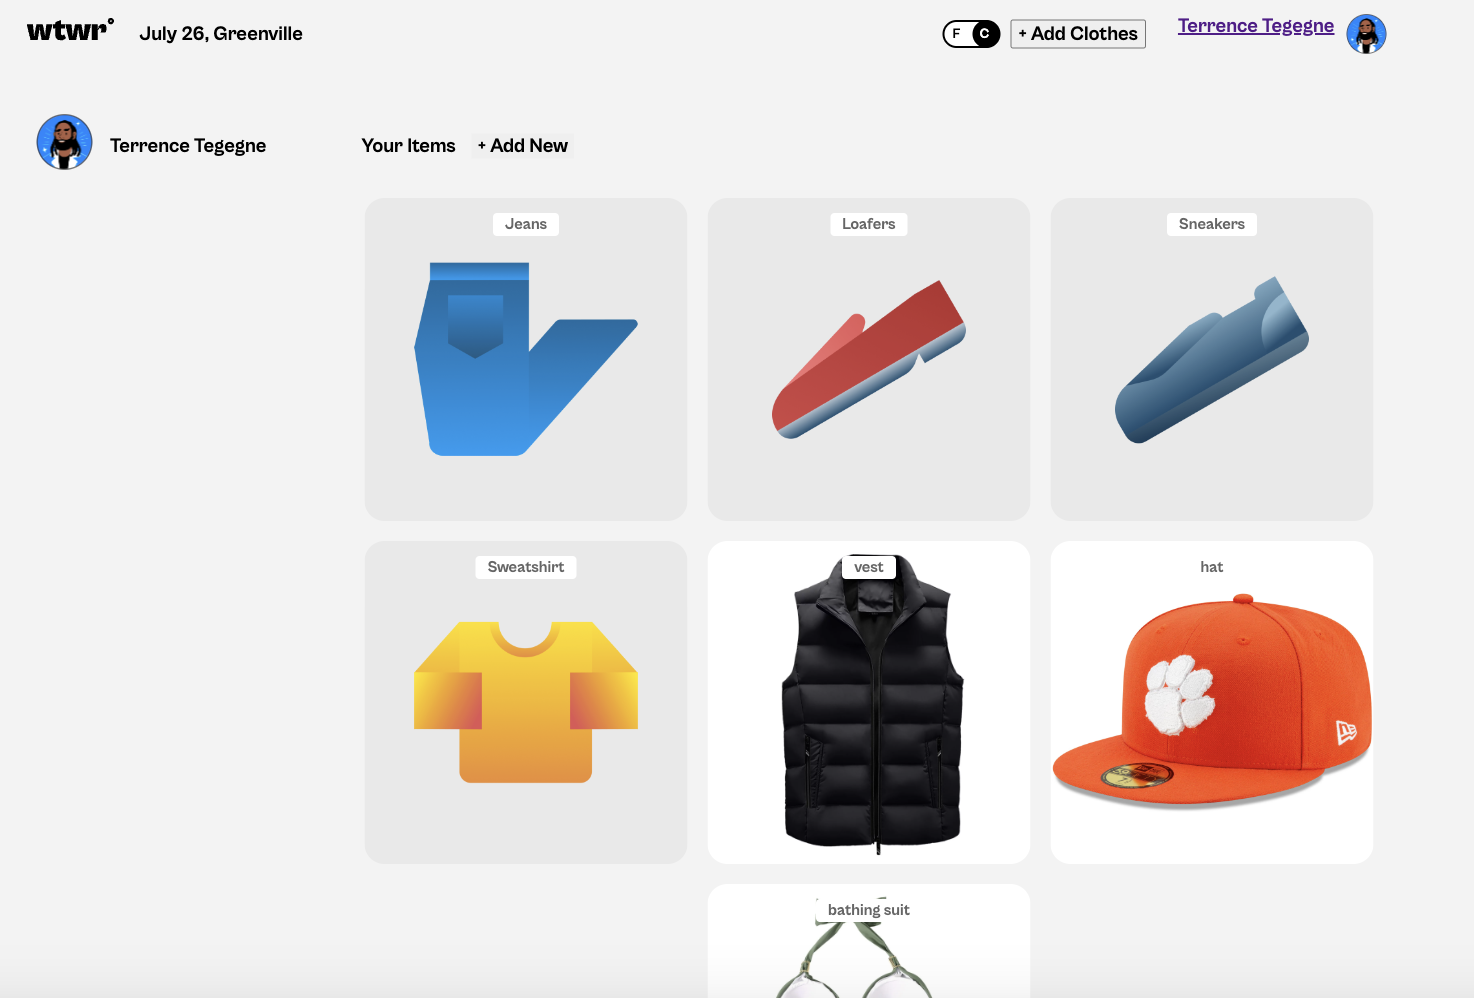 wtwr°
July 26, Greenville
F C
+ Add Clothes
Terrence Tegegne
Terrence Tegegne
Your Items
+ Add New
Jeans
Loafers
Sneakers
Sweatshirt
vest
hat
bathing suit